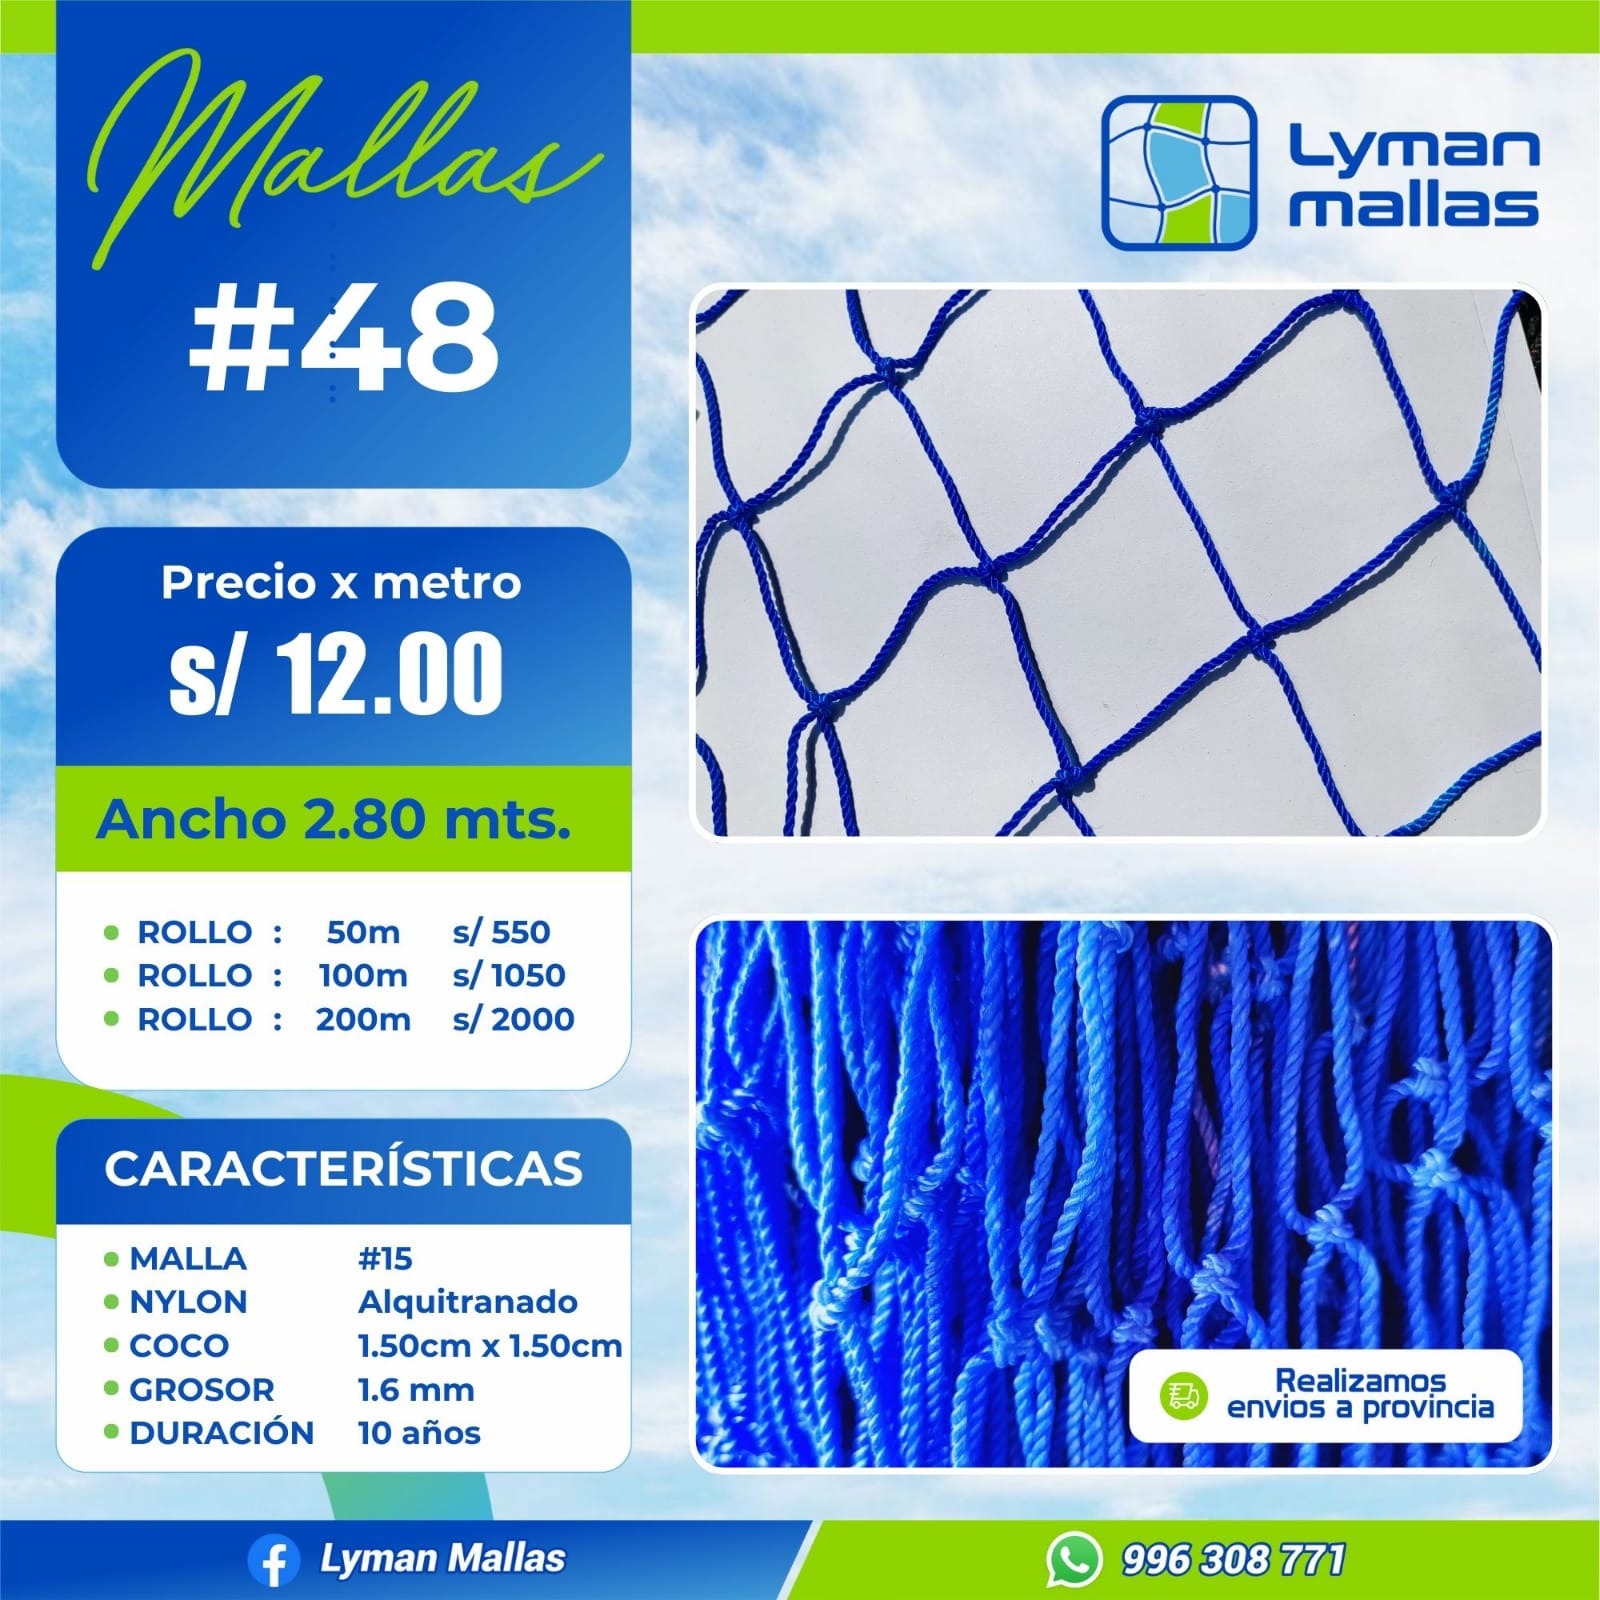 Mallas
#48
Lyman
mallas
Precio x metro
s/ 12.00
Ancho 2.80 mts.
ROLLO : 50m s/ 550
ROLLO : 100m s/ 1050
ROLLO : 200m s/ 2000
CARACTERÍSTICAS
MALLA #15
NYLON Alquitranado
COCO 1.50cm x 1.50cm
GROSOR 1.6 mm
DURACIÓN 10 años
Realizamos
envios a provincia
Lyman Mallas
996 308 771